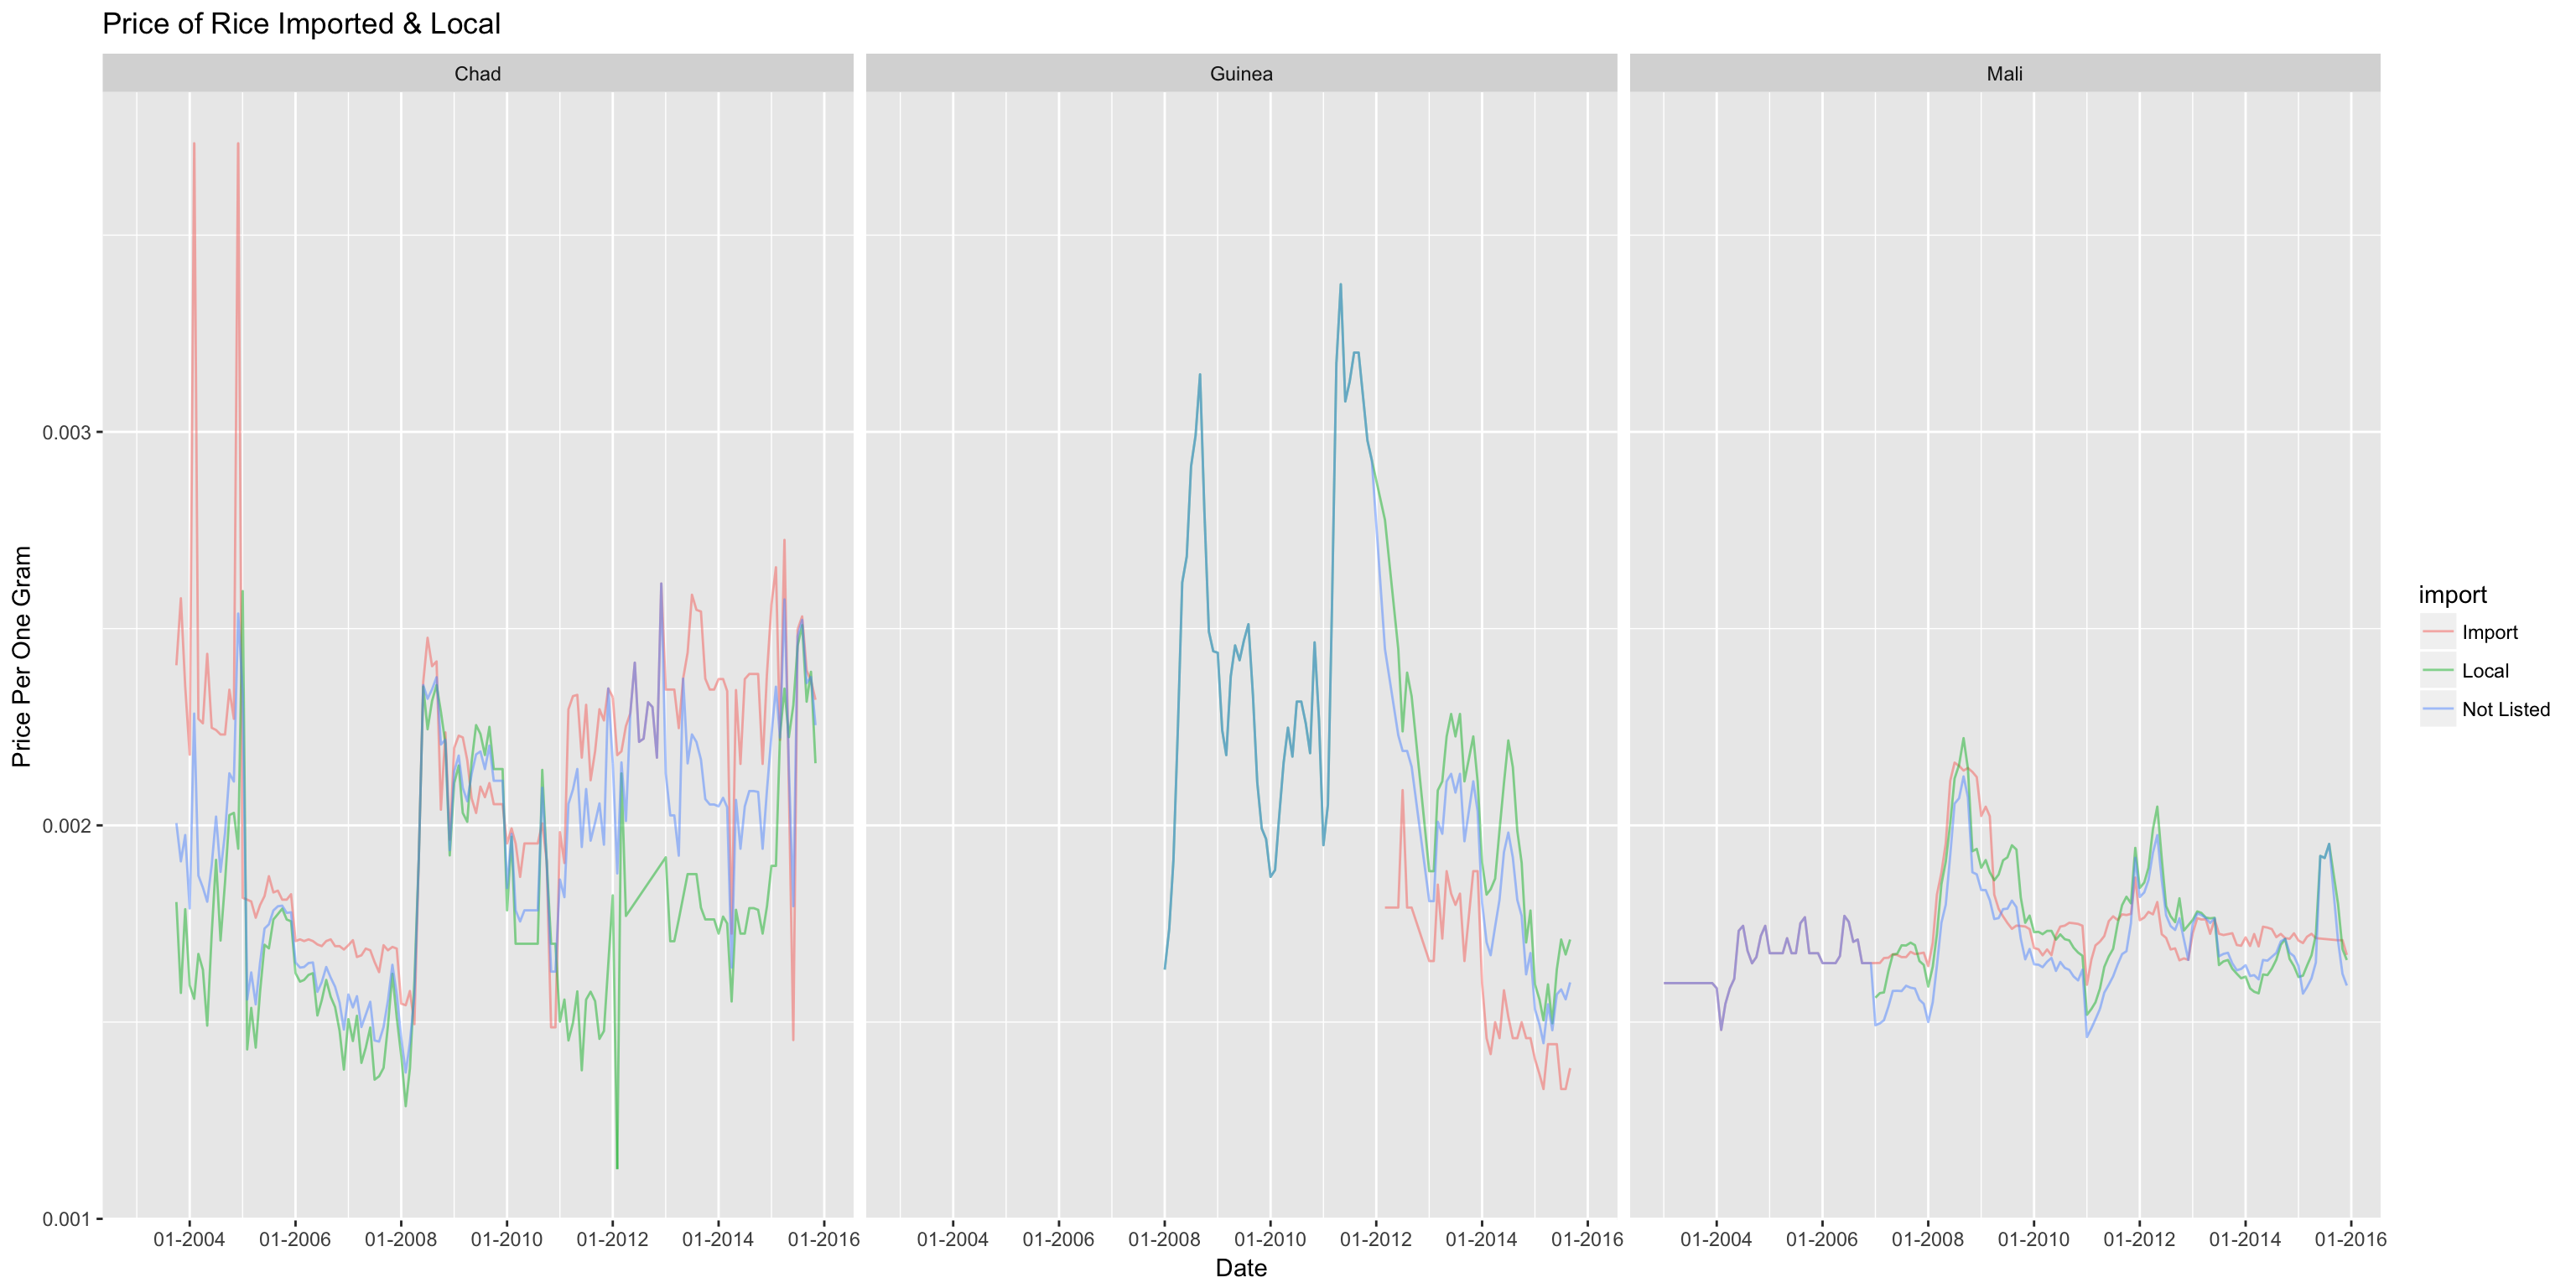 Price of Rice Imported & Local
Chad Guinea Mali
0.003
0.002
0.001
Price Per One Gram
01-2004 01-2006 01-2008 01-2010 01-2012 01-2014 01-2016 01-2004 01-2006 01-2008 01-2010 01-2012 01-2014 01-2016 01-2004 01-2006 01-2008 01-2010 01-2012 01-2014 01-2016
Date
import
Import
Local
Not Listed